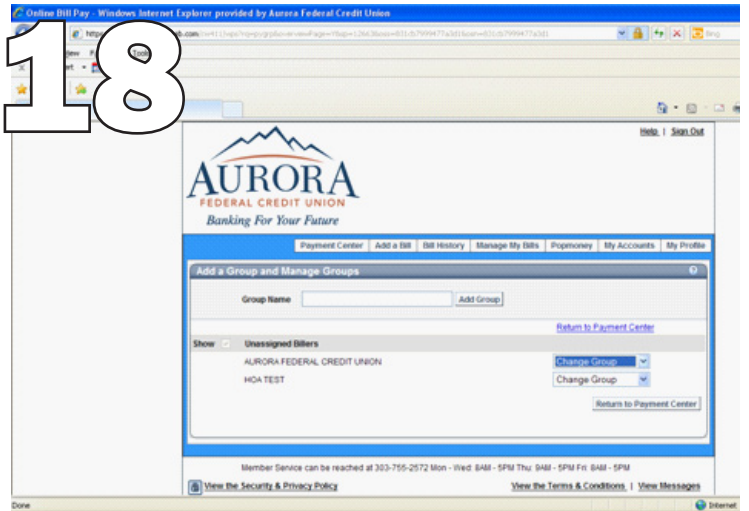 Online Bill Pay - Windows Internet Explorer provided by Aurora Federal Credit Union
18
Tools
bing
Help | Sign Out
AURORA
FEDERAL CREDIT UNION
Banking For Your Future
Payment Center | Add a Bill | Bill History | Manage My Bills | Popmoney | My Accounts | My Profile
Add a Group and Manage Groups
Group Name Add Group
Return to Payment Center
Show Unassigned Billers
AURORA FEDERAL CREDIT UNION Change Group
HOA TEST Change Group
Return to Payment Center
Member Service can be reached at 303-755-2572 Mon - Wed: 8AM - 5PM Thu: 9AM - 5PM Fri: 8AM - 5PM
View the Security & Privacy Policy View the Terms & Conditions | View Messages
Done Internet